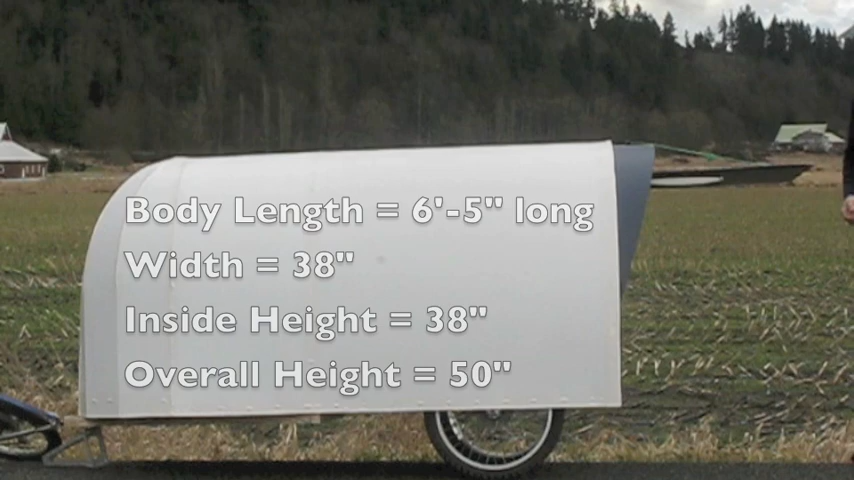 Body Length = 6'-5" long
Width = 38"
Inside Height = 38"
Overall Height = 50"